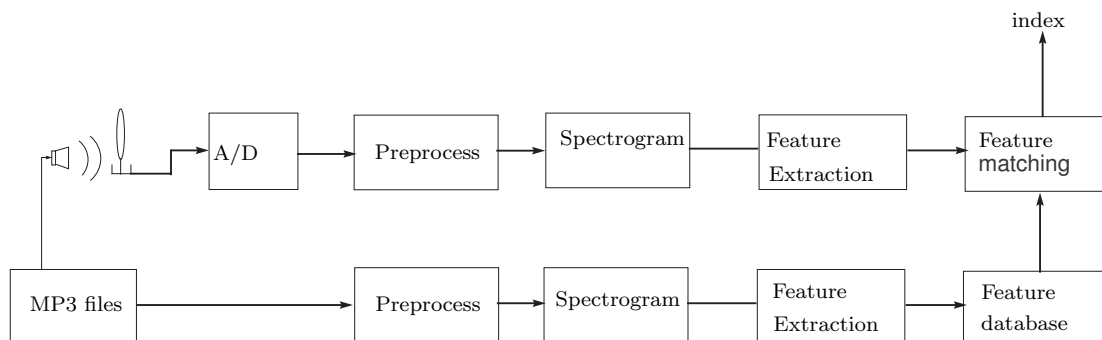 index
A/D
Preprocess
Spectrogram
Feature
Extraction
Feature
matching
MP3 files
Preprocess
Spectrogram
Feature
Extraction
Feature
database